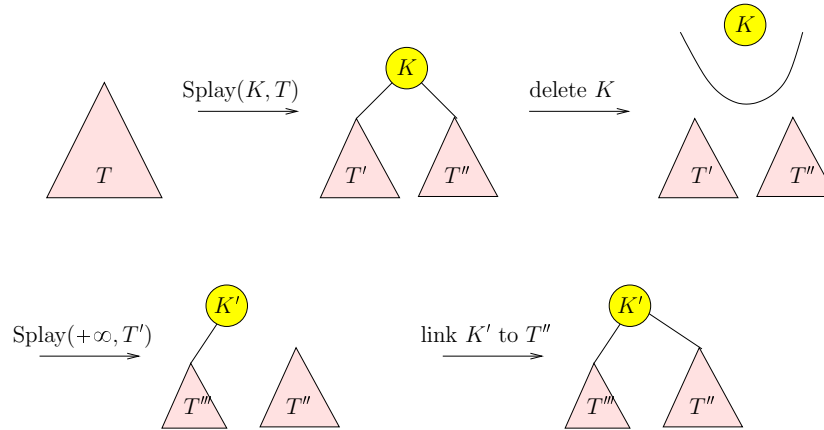 K
Splay(K, T)
K
delete K
T
T′
T″
T′
T″
K′
K′
Splay(+∞, T′)
link K′ to T″
T‴
T″
T‴
T″